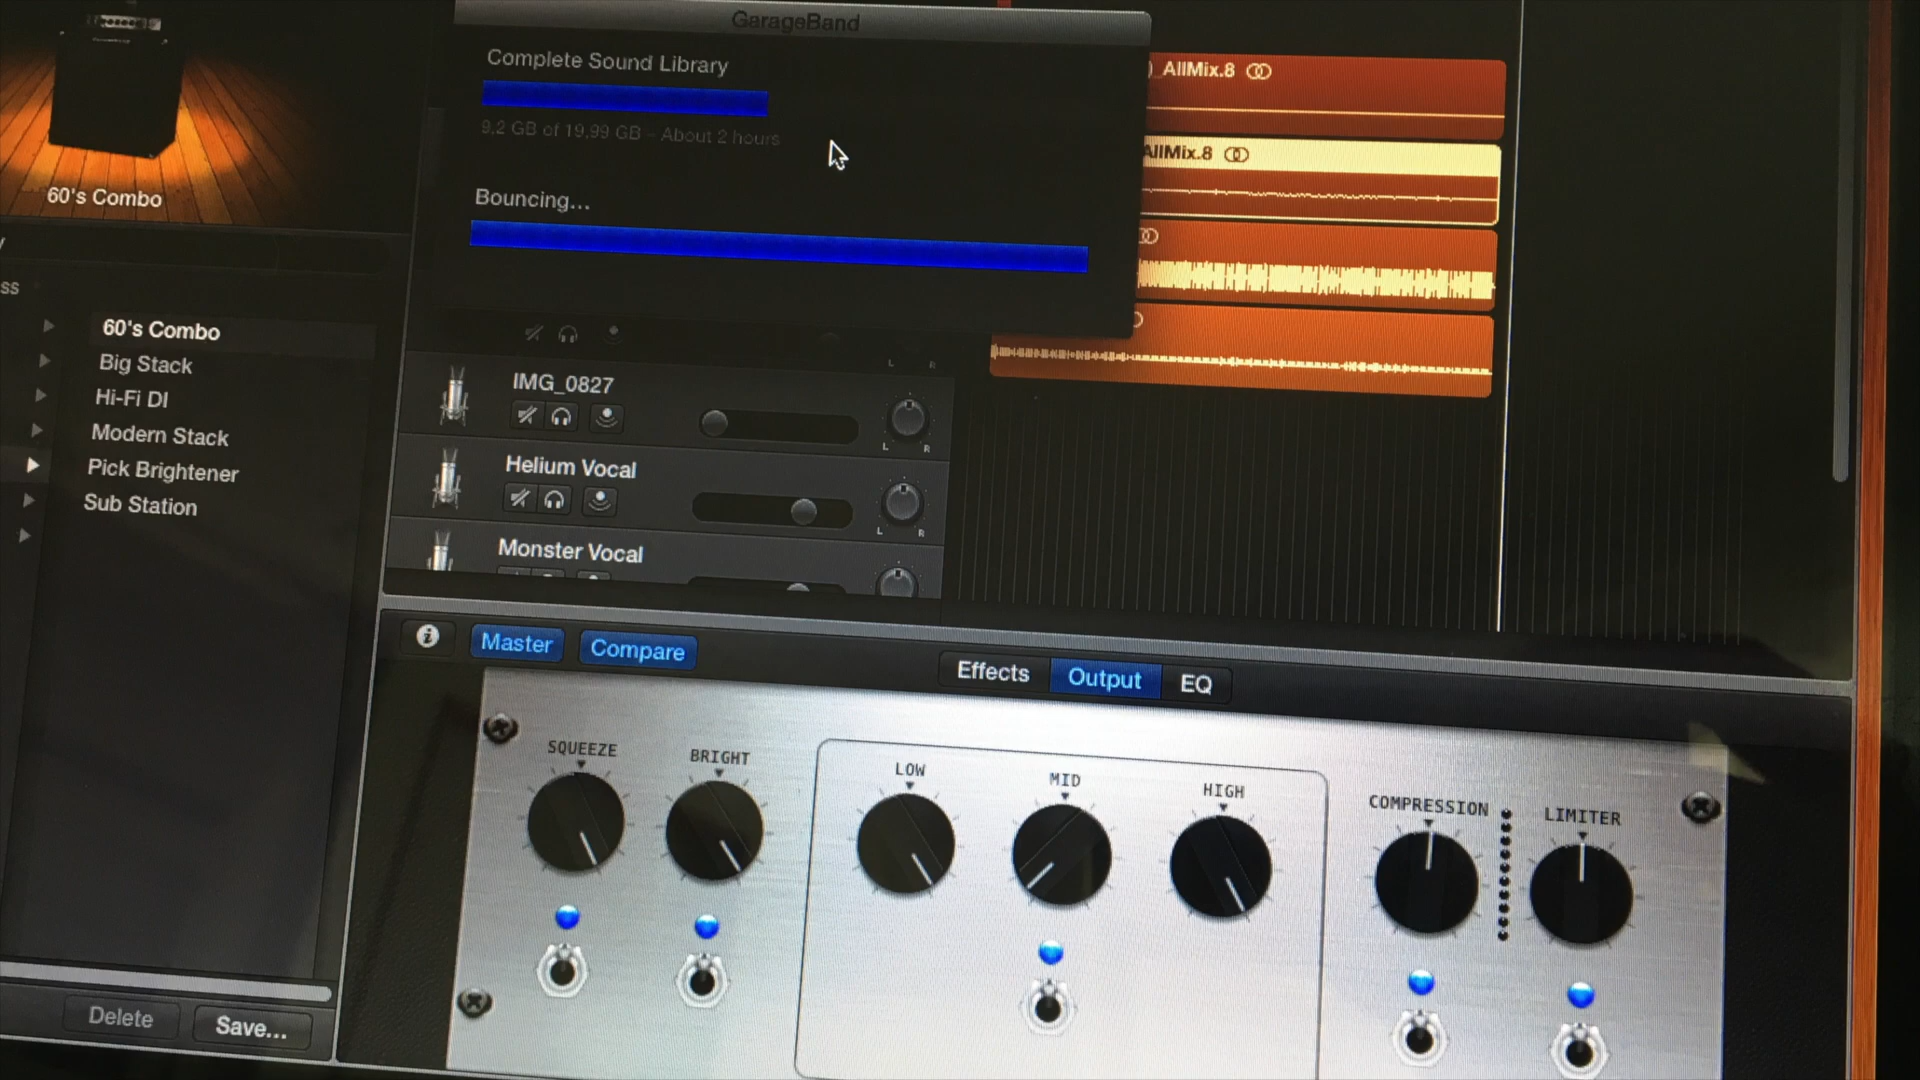 GarageBand
Complete Sound Library
9,2 GB of 19,99 GB – About 2 hours
Bouncing...
60's Combo
ss
60's Combo
Big Stack
Hi-Fi DI
Modern Stack
Pick Brightener
Sub Station
Delete
Save...
_AllMix.8
AllMix.8
L R
IMG_0827
L R
Helium Vocal
L R
Monster Vocal
Master
Compare
Effects
Output
EQ
SQUEEZE
BRIGHT
LOW
MID
HIGH
COMPRESSION
LIMITER